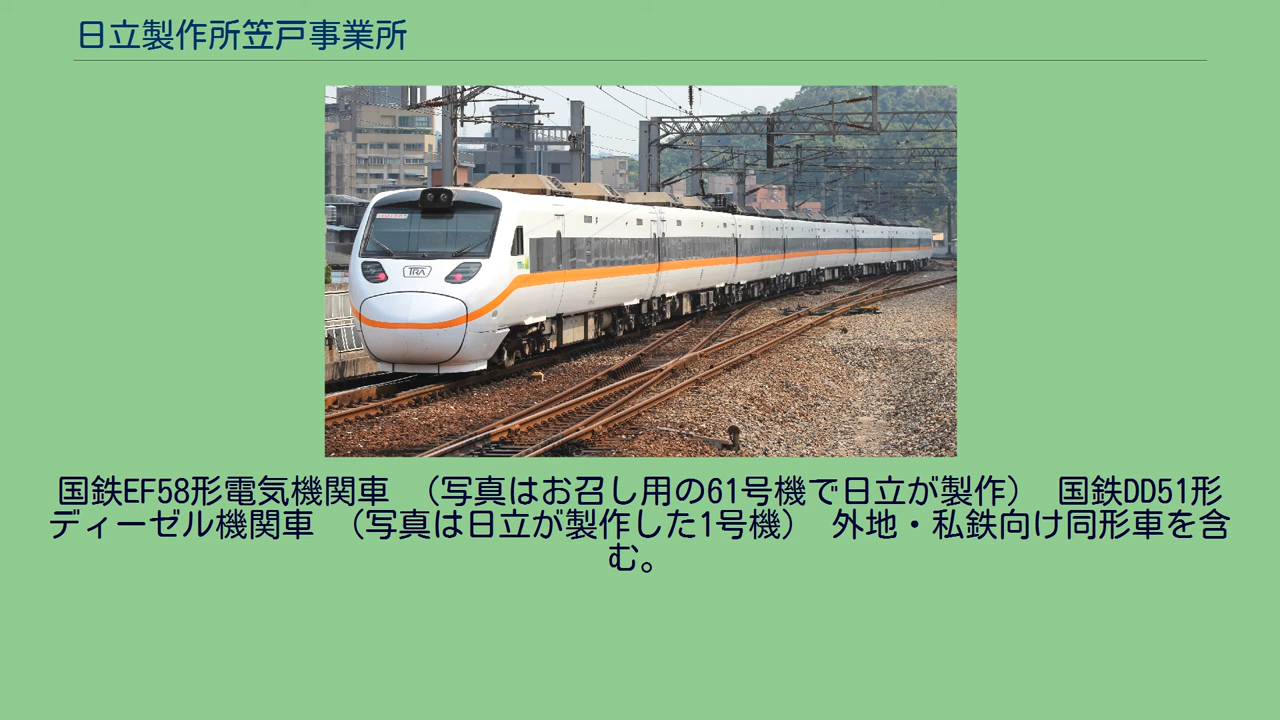 日立製作所笠戸事業所
TRA
国鉄EF58形電気機関車 （写真はお召し用の61号機で日立が製作） 国鉄DD51形
ディーゼル機関車 （写真は日立が製作した1号機） 外地・私鉄向け同形車を含
む。